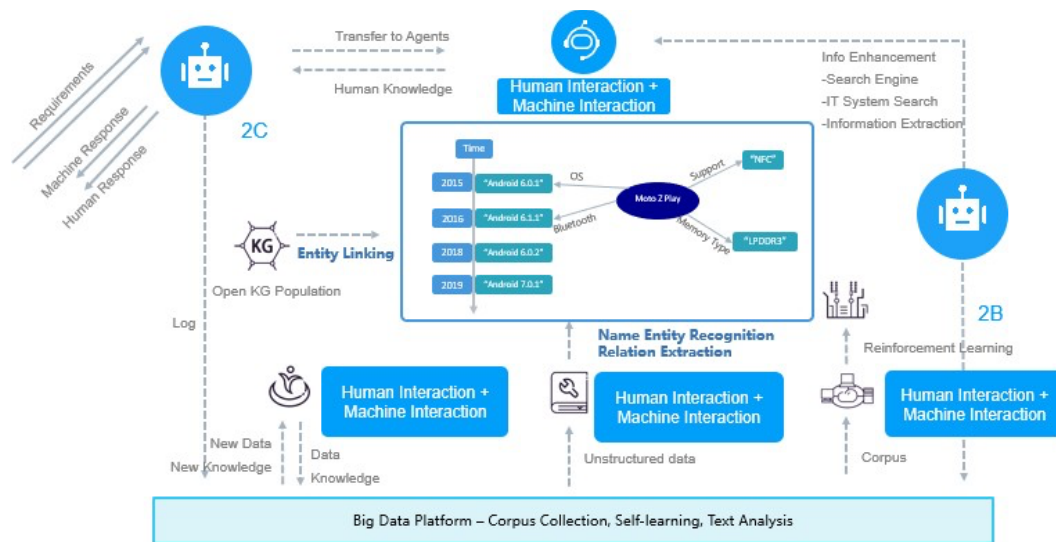 Transfer to Agents
Human Knowledge
Requirements
Machine Response
Human Response
2C
Human Interaction +
Machine Interaction
Info Enhancement
-Search Engine
-IT System Search
-Information Extraction
Time
2015
"Android 6.0.1"
2016
"Android 6.1.1"
2018
"Android 6.0.2"
2019
"Android 7.0.1"
OS
Bluetooth
Moto Z Play
Support
"NFC"
Memory Type
"LPDDR3"
KG
Entity Linking
Open KG Population
Log
2B
Name Entity Recognition
Relation Extraction
Reinforcement Learning
Human Interaction +
Machine Interaction
Human Interaction +
Machine Interaction
Human Interaction +
Machine Interaction
New Data
New Knowledge
Data
Knowledge
Unstructured data
Corpus
Big Data Platform – Corpus Collection, Self-learning, Text Analysis